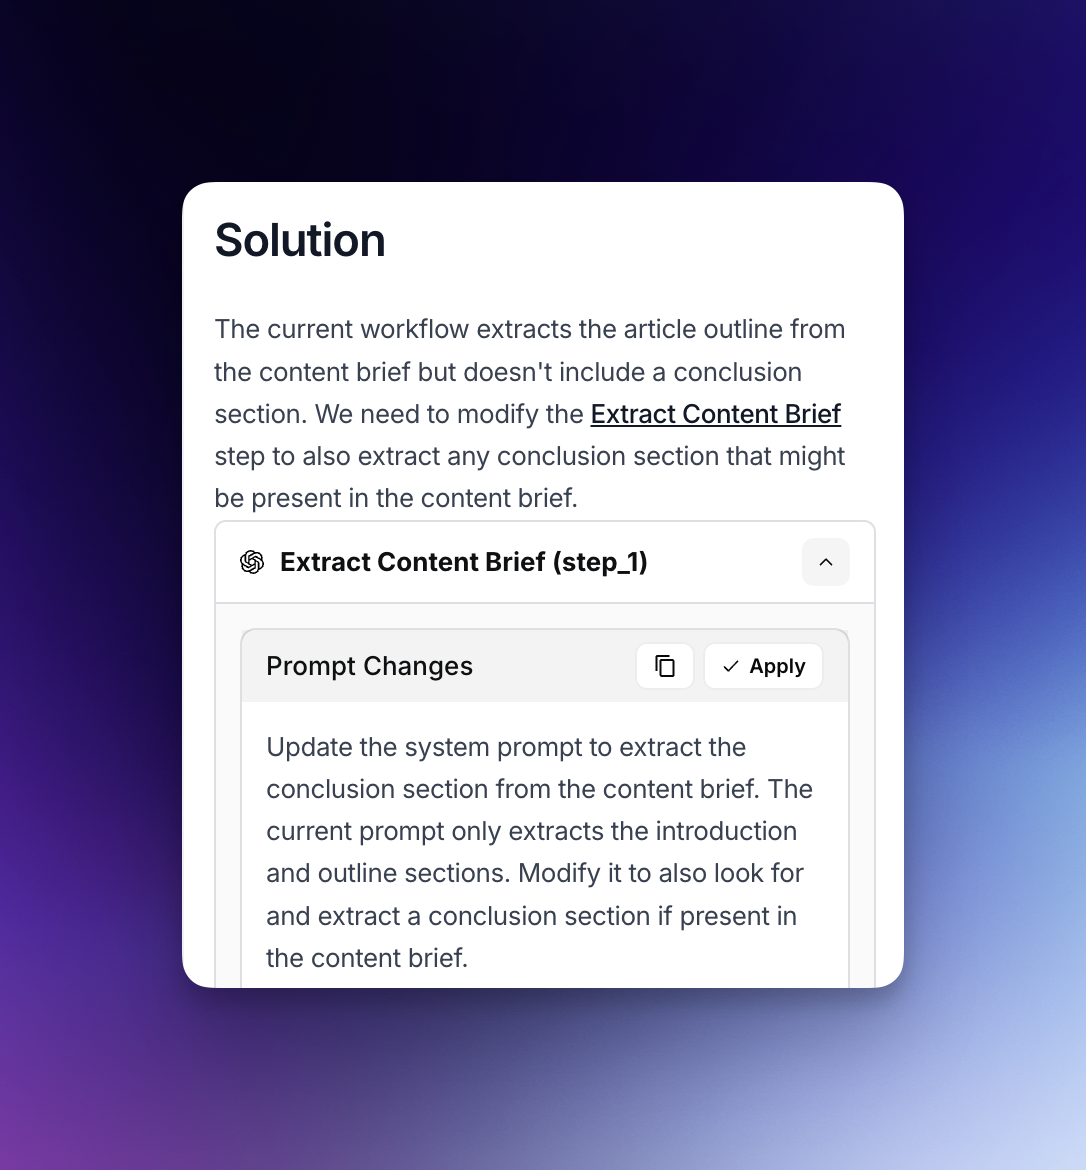 Solution
The current workflow extracts the article outline from
the content brief but doesn't include a conclusion
section. We need to modify the Extract Content Brief
step to also extract any conclusion section that might
be present in the content brief.
Extract Content Brief (step_1)
Prompt Changes
Apply
Update the system prompt to extract the
conclusion section from the content brief. The
current prompt only extracts the introduction
and outline sections. Modify it to also look for
and extract a conclusion section if present in
the content brief.